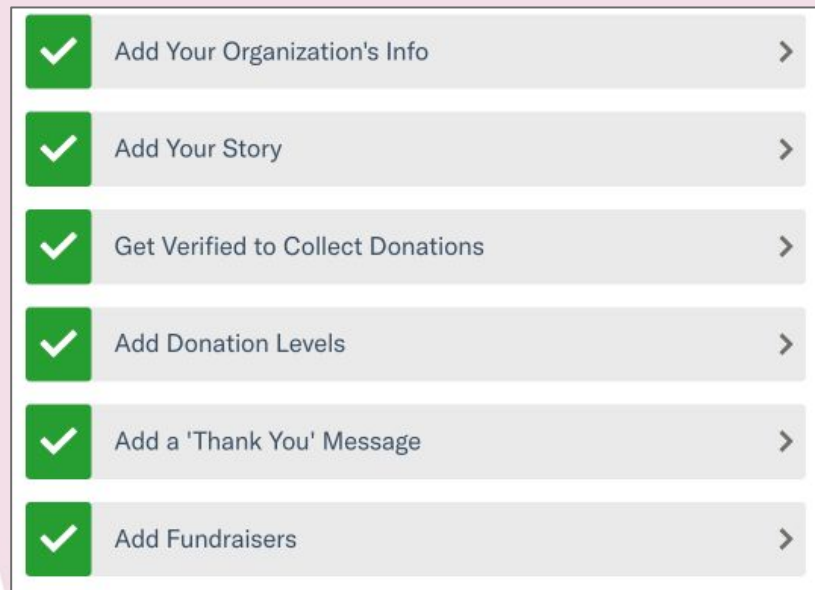 Add Your Organization's Info
Add Your Story
Get Verified to Collect Donations
Add Donation Levels
Add a 'Thank You' Message
Add Fundraisers